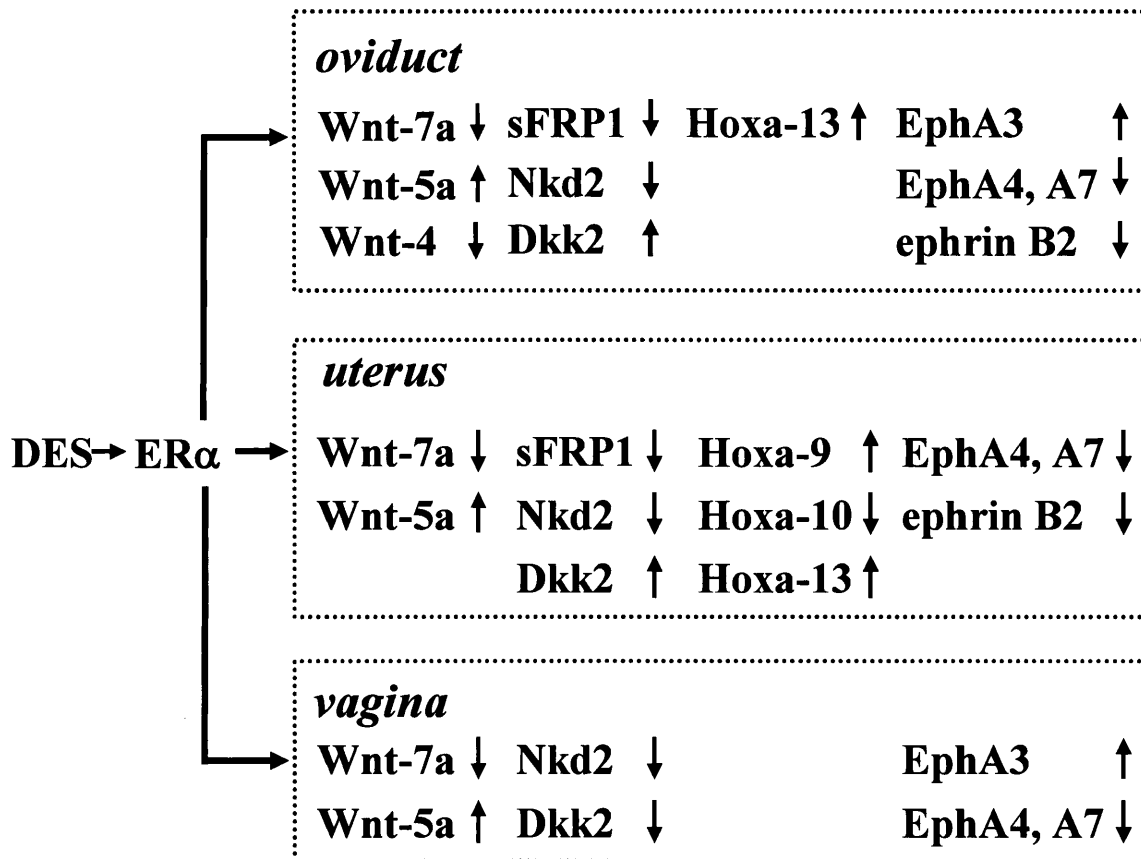 oviduct
Wnt-7a ↓ sFRP1 ↓ Hoxa-13 ↑ EphA3 ↑
Wnt-5a ↑ Nkd2 ↓ EphA4, A7 ↓
Wnt-4 ↓ Dkk2 ↑ ephrin B2 ↓
uterus
DES→ERα → Wnt-7a ↓ sFRP1 ↓ Hoxa-9 ↑ EphA4, A7 ↓
Wnt-5a ↑ Nkd2 ↓ Hoxa-10 ↓ ephrin B2 ↓
Dkk2 ↑ Hoxa-13 ↑
vagina
Wnt-7a ↓ Nkd2 ↓ EphA3 ↑
Wnt-5a ↑ Dkk2 ↓ EphA4, A7 ↓